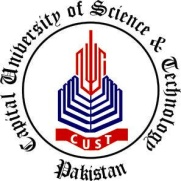 Capital University of Science & Technology
CUST
Pakistan